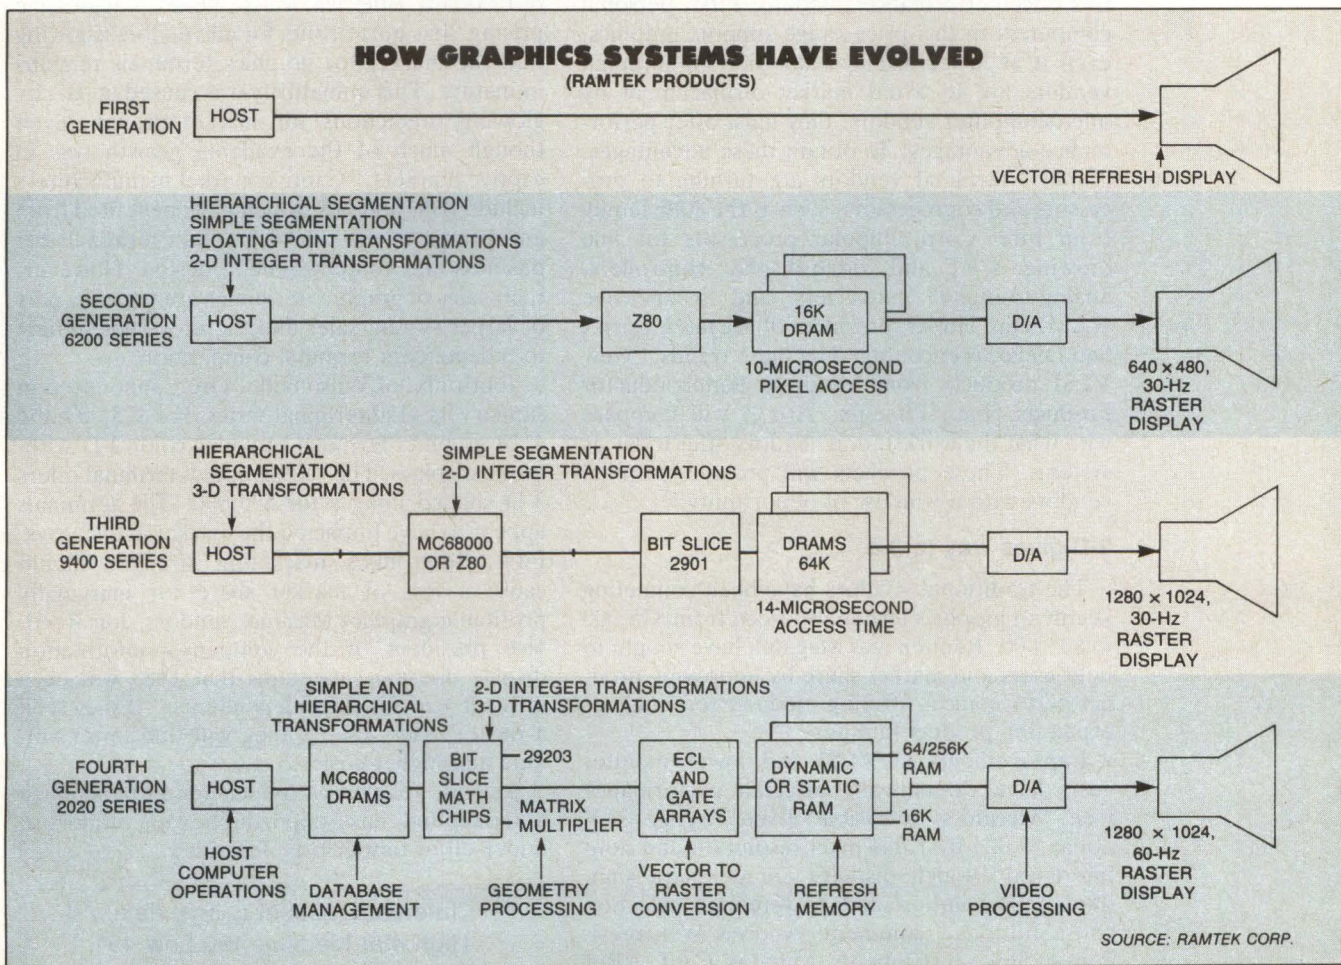 HOW GRAPHICS SYSTEMS HAVE EVOLVED
(RAMTEK PRODUCTS)
FIRST
GENERATION
HOST
VECTOR REFRESH DISPLAY
HIERARCHICAL SEGMENTATION
SIMPLE SEGMENTATION
FLOATING POINT TRANSFORMATIONS
2-D INTEGER TRANSFORMATIONS
SECOND
GENERATION
6200 SERIES
HOST
Z80
16K
DRAM
10-MICROSECOND
PIXEL ACCESS
D/A
640 × 480,
30-Hz
RASTER
DISPLAY
HIERARCHICAL
SEGMENTATION
3-D TRANSFORMATIONS
SIMPLE SEGMENTATION
2-D INTEGER TRANSFORMATIONS
THIRD
GENERATION
9400 SERIES
HOST
MC68000
OR Z80
BIT SLICE
2901
DRAMS
64K
14-MICROSECOND
ACCESS TIME
D/A
1280 × 1024,
30-Hz
RASTER
DISPLAY
SIMPLE AND
HIERARCHICAL
TRANSFORMATIONS
2-D INTEGER TRANSFORMATIONS
3-D TRANSFORMATIONS
FOURTH
GENERATION
2020 SERIES
HOST
MC68000
DRAMS
BIT
SLICE
MATH
CHIPS
29203
MATRIX
MULTIPLIER
ECL
AND
GATE
ARRAYS
DYNAMIC
OR STATIC
RAM
64/256K
RAM
16K
RAM
D/A
1280 × 1024,
60-Hz
RASTER
DISPLAY
HOST
COMPUTER
OPERATIONS
DATABASE
MANAGEMENT
GEOMETRY
PROCESSING
VECTOR TO
RASTER
CONVERSION
REFRESH
MEMORY
VIDEO
PROCESSING
SOURCE: RAMTEK CORP.